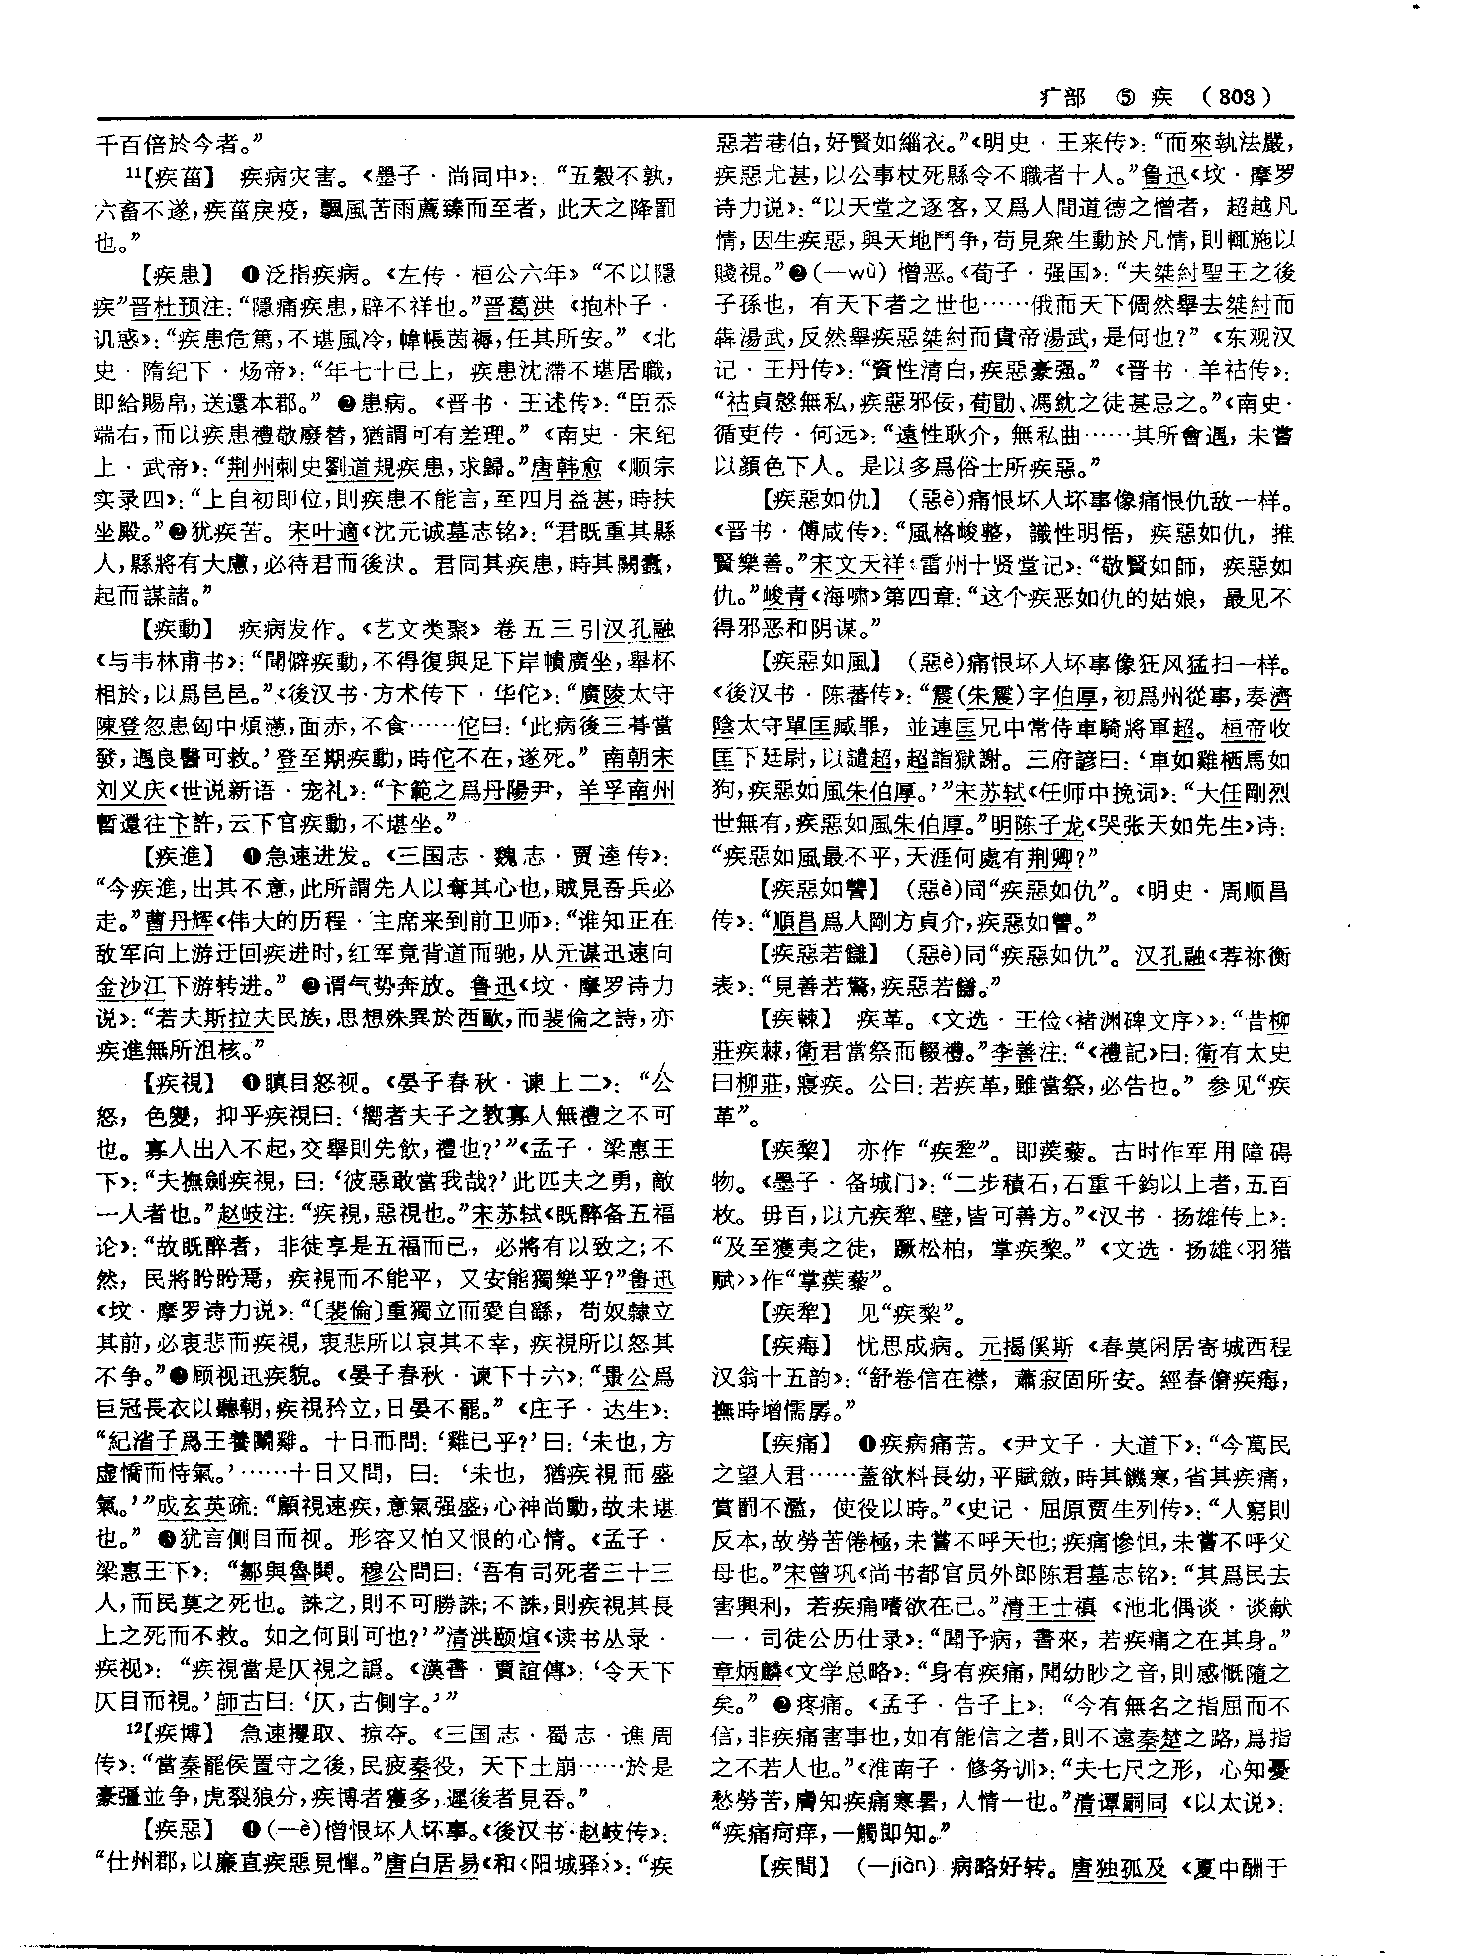 疒部　⑤　疾　（303）
千百倍於今者。”
¹¹【疾菑】　疾病灾害。《墨子·尚同中》：“五穀不孰，
六畜不遂，疾菑戾疫，飄風苦雨薦臻而至者，此天之降罰
也。”
【疾患】　❶泛指疾病。《左传·桓公六年》“不以隱
疾”晋杜预注：“隱痛疾患，辟不祥也。”晋葛洪《抱朴子·
讥惑》：“疾患危篤，不堪風冷，幃帳茵褥，任其所安。”《北
史·隋纪下·炀帝》：“年七十已上，疾患沈滯不堪居職，
即給賜帛，送還本郡。”❷患病。《晋书·王述传》：“臣忝
端右，而以疾患禮敬廢替，猶謂可有差理。”《南史·宋纪
上·武帝》：“荆州刺史劉道規疾患，求歸。”唐韩愈《顺宗
实录四》：“上自初即位，則疾患不能言，至四月益甚，時扶
坐殿。”❸犹疾苦。宋叶適《沈元诚墓志铭》：“君既重其縣
人，縣將有大慮，必待君而後決。君同其疾患，時其闕蠹，
起而謀諸。”
【疾動】　疾病发作。《艺文类聚》卷五三引汉孔融
《与韦林甫书》：“聞僻疾動，不得復與足下岸幘廣坐，舉杯
相於，以爲邑邑。”《後汉书·方术传下·华佗》：“廣陵太守
陳登忽患匈中煩懣，面赤，不食……佗曰：‘此病後三朞當
發，遇良醫可救。’登至期疾動，時佗不在，遂死。”南朝宋
刘义庆《世说新语·宠礼》：“卞範之爲丹陽尹，羊孚南州
暫還往卞許，云下官疾動，不堪坐。”
【疾進】　❶急速进发。《三国志·魏志·贾逵传》：
“今疾進，出其不意，此所謂先人以奪其心也，賊見吾兵必
走。”曹丹辉《伟大的历程·主席来到前卫师》：“谁知正在
敌军向上游迂回疾进时，红军竟背道而驰，从元谋迅速向
金沙江下游转进。”❷谓气势奔放。鲁迅《坟·摩罗诗力
说》：“若夫斯拉夫民族，思想殊異於西歐，而裴倫之詩，亦
疾進無所沮核。”
【疾視】　❶瞋目怒视。《晏子春秋·谏上二》：“公
怒，色變，抑乎疾視曰：‘嚮者夫子之教寡人無禮之不可
也。寡人出入不起，交舉則先飲，禮也？’”《孟子·梁惠王
下》：“夫撫劍疾視，曰：‘彼惡敢當我哉？’此匹夫之勇，敵
一人者也。”赵岐注：“疾視，惡視也。”宋苏轼《既醉备五福
论》：“故既醉者，非徒享是五福而已，必將有以致之；不
然，民將盻盻焉，疾視而不能平，又安能獨樂乎？”鲁迅
《坟·摩罗诗力说》：“〔裴倫〕重獨立而愛自繇，苟奴隸立
其前，必衷悲而疾視，衷悲所以哀其不幸，疾視所以怒其
不争。”❷顾视迅疾貌。《晏子春秋·谏下十六》：“景公爲
巨冠長衣以聽朝，疾視矜立，日晏不罷。”《庄子·达生》：
“紀渻子爲王養鬭雞。十日而問：‘雞已乎？’曰：‘未也，方
虚憍而恃氣。’……十日又問，曰：‘未也，猶疾視而盛
氣。’”成玄英疏：“顧視速疾，意氣强盛，心神尚動，故未堪
也。”❸犹言侧目而视。形容又怕又恨的心情。《孟子·
梁惠王下》：“鄒與魯鬨。穆公問曰：‘吾有司死者三十三
人，而民莫之死也。誅之，則不可勝誅；不誅，則疾視其長
上之死而不救。如之何則可也？’”清洪颐煊《读书丛录·
疾视》：“疾視當是仄視之譌。《漢書·賈誼傳》：‘令天下
仄目而視。’師古曰：‘仄，古側字。’”
¹²【疾博】　急速攫取、掠夺。《三国志·蜀志·谯周
传》：“當秦罷侯置守之後，民疲秦役，天下土崩……於是
豪彊並争，虎裂狼分，疾博者獲多，遲後者見吞。”
【疾惡】　❶（—è）憎恨坏人坏事。《後汉书·赵岐传》：
“仕州郡，以廉直疾惡見憚。”唐白居易《和〈阳城驿〉》：“疾
惡若巷伯，好賢如緇衣。”《明史·王来传》：“而來執法嚴，
疾惡尤甚，以公事杖死縣令不職者十人。”鲁迅《坟·摩罗
诗力说》：“以天堂之逐客，又爲人間道德之憎者，超越凡
情，因生疾惡，與天地鬥争，苟見衆生動於凡情，則輒施以
賤視。”❷（—wù）憎恶。《荀子·强国》：“夫桀紂聖王之後
子孫也，有天下者之世也……俄而天下倜然舉去桀紂而
犇湯武，反然舉疾惡桀紂而貴帝湯武，是何也？”《东观汉
记·王丹传》：“資性清白，疾惡豪强。”《晋书·羊祜传》：
“祜貞愨無私，疾惡邪佞，荀勖、馮紞之徒甚忌之。”《南史·
循吏传·何远》：“遠性耿介，無私曲……其所會遇，未嘗
以顔色下人。是以多爲俗士所疾惡。”
【疾惡如仇】　（惡è）痛恨坏人坏事像痛恨仇敌一样。
《晋书·傅咸传》：“風格峻整，識性明悟，疾惡如仇，推
賢樂善。”宋文天祥《雷州十贤堂记》：“敬賢如師，疾惡如
仇。”峻青《海啸》第四章：“这个疾恶如仇的姑娘，最见不
得邪恶和阴谋。”
【疾惡如風】　（惡è）痛恨坏人坏事像狂风猛扫一样。
《後汉书·陈蕃传》：“震（朱震）字伯厚，初爲州從事，奏濟
陰太守單匡臧罪，並連匡兄中常侍車騎將軍超。桓帝收
匡下廷尉，以譴超，超詣獄謝。三府諺曰：‘車如雞栖馬如
狗，疾惡如風朱伯厚。’”宋苏轼《任师中挽词》：“大任剛烈
世無有，疾惡如風朱伯厚。”明陈子龙《哭张天如先生》诗：
“疾惡如風最不平，天涯何處有荆卿？”
【疾惡如讐】　（惡è）同“疾惡如仇”。《明史·周顺昌
传》：“順昌爲人剛方貞介，疾惡如讐。”
【疾惡若讎】　（惡è）同“疾惡如仇”。汉孔融《荐祢衡
表》：“見善若驚，疾惡若讎。”
【疾棘】　疾革。《文选·王俭〈褚渊碑文序〉》：“昔柳
莊疾棘，衛君當祭而輟禮。”李善注：“《禮記》曰：衛有太史
曰柳莊，寢疾。公曰：若疾革，雖當祭，必告也。”参见“疾
革”。
【疾黎】　亦作“疾犂”。即蒺藜。古时作军用障碍
物。《墨子·备城门》：“二步積石，石重千鈞以上者，五百
枚。毋百，以亢疾犂、壁，皆可善方。”《汉书·扬雄传上》：
“及至獲夷之徒，蹶松柏，掌疾黎。”《文选·扬雄〈羽猎
赋〉》作“掌蒺藜”。
【疾犂】　见“疾黎”。
【疾痗】　忧思成病。元揭傒斯《春莫闲居寄城西程
汉翁十五韵》：“舒卷信在襟，蕭寂固所安。經春儋疾痗，
撫時增懦孱。”
【疾痛】　❶疾病痛苦。《尹文子·大道下》：“今萬民
之望人君……蓋欲料長幼，平賦斂，時其饑寒，省其疾痛，
賞罰不濫，使役以時。”《史记·屈原贾生列传》：“人窮則
反本，故勞苦倦極，未嘗不呼天也；疾痛慘怛，未嘗不呼父
母也。”宋曾巩《尚书都官员外郎陈君墓志铭》：“其爲民去
害興利，若疾痛嗜欲在己。”清王士禛《池北偶谈·谈献
一·司徒公历仕录》：“聞予病，書來，若疾痛之在其身。”
章炳麟《文学总略》：“身有疾痛，聞幼眇之音，則感慨隨之
矣。”❷疼痛。《孟子·告子上》：“今有無名之指屈而不
信，非疾痛害事也，如有能信之者，則不遠秦楚之路，爲指
之不若人也。”《淮南子·修务训》：“夫七尺之形，心知憂
愁勞苦，膚知疾痛寒暑，人情一也。”清谭嗣同《以太说》：
“疾痛疴痒，一觸即知。”
【疾間】　（—jiàn）病略好转。唐独孤及《夏中酬于